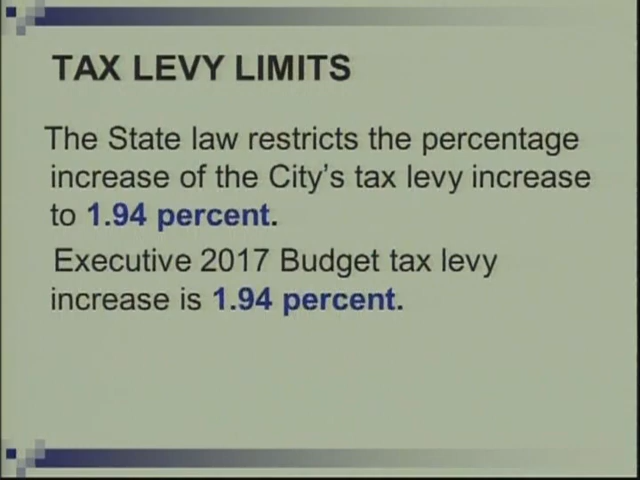 TAX LEVY LIMITS
The State law restricts the percentage
increase of the City's tax levy increase
to 1.94 percent.
Executive 2017 Budget tax levy
increase is 1.94 percent.